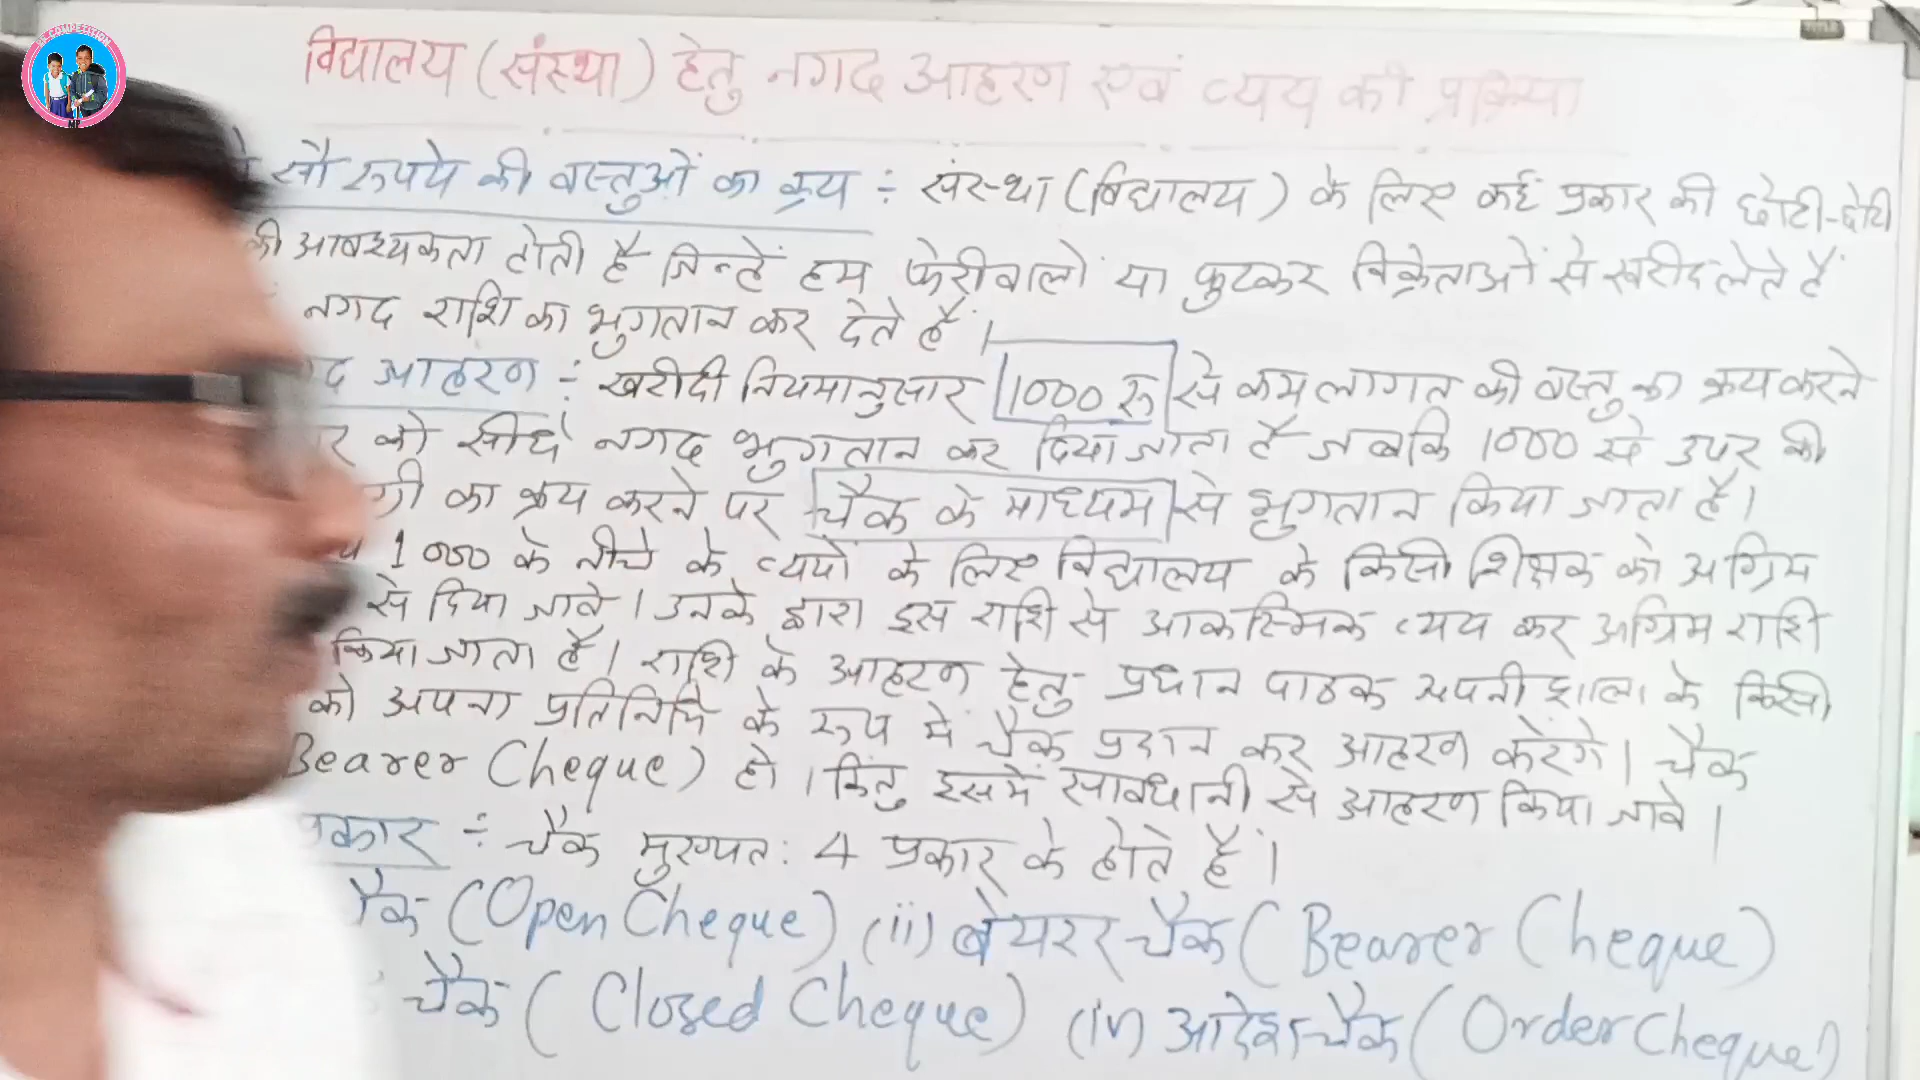 विद्यालय (संस्था) हेतु नगद आहरण एवं व्यय की प्रक्रिया
सौ रुपये की वस्तुओं का क्रय ÷ संस्था (विद्यालय) के लिए कई प्रकार की छोटी-छोटी
की आवश्यकता होती है जिन्हें हम फेरीवालों या फुटकर विक्रेताओं से खरीद लेते हैं
नगद राशि का भुगतान कर देते हैं।
आहरण ÷ खरीदी नियमानुसार 1000 रु से कम लागत की वस्तु का क्रय करने
को सीधे नगद भुगतान कर दिया जाता है जबकि 1000 से उपर की
का क्रय करने पर चैक के माध्यम से भुगतान किया जाता है।
1000 के नीचे के व्ययों के लिए विद्यालय के किसी शिक्षक को अग्रिम
से दिया जावे। उनके द्वारा इस राशि से आकस्मिक व्यय कर अग्रिम राशि
किया जाता है। राशि के आहरण हेतु प्रधान पाठक अपनी शाला के किसी
को अपना प्रतिनिधि के रूप में चैक प्रदान कर आहरण करेंगे। चैक
Bearer Cheque) हो। किंतु इसमें सावधानी से आहरण किया जावे।
प्रकार ÷ चैक मुख्यतः 4 प्रकार के होते हैं।
चैक (Open Cheque) (ii) बेयरर चैक (Bearer Cheque)
चैक (Closed Cheque) (iv) आदेश चैक (Order Cheque)